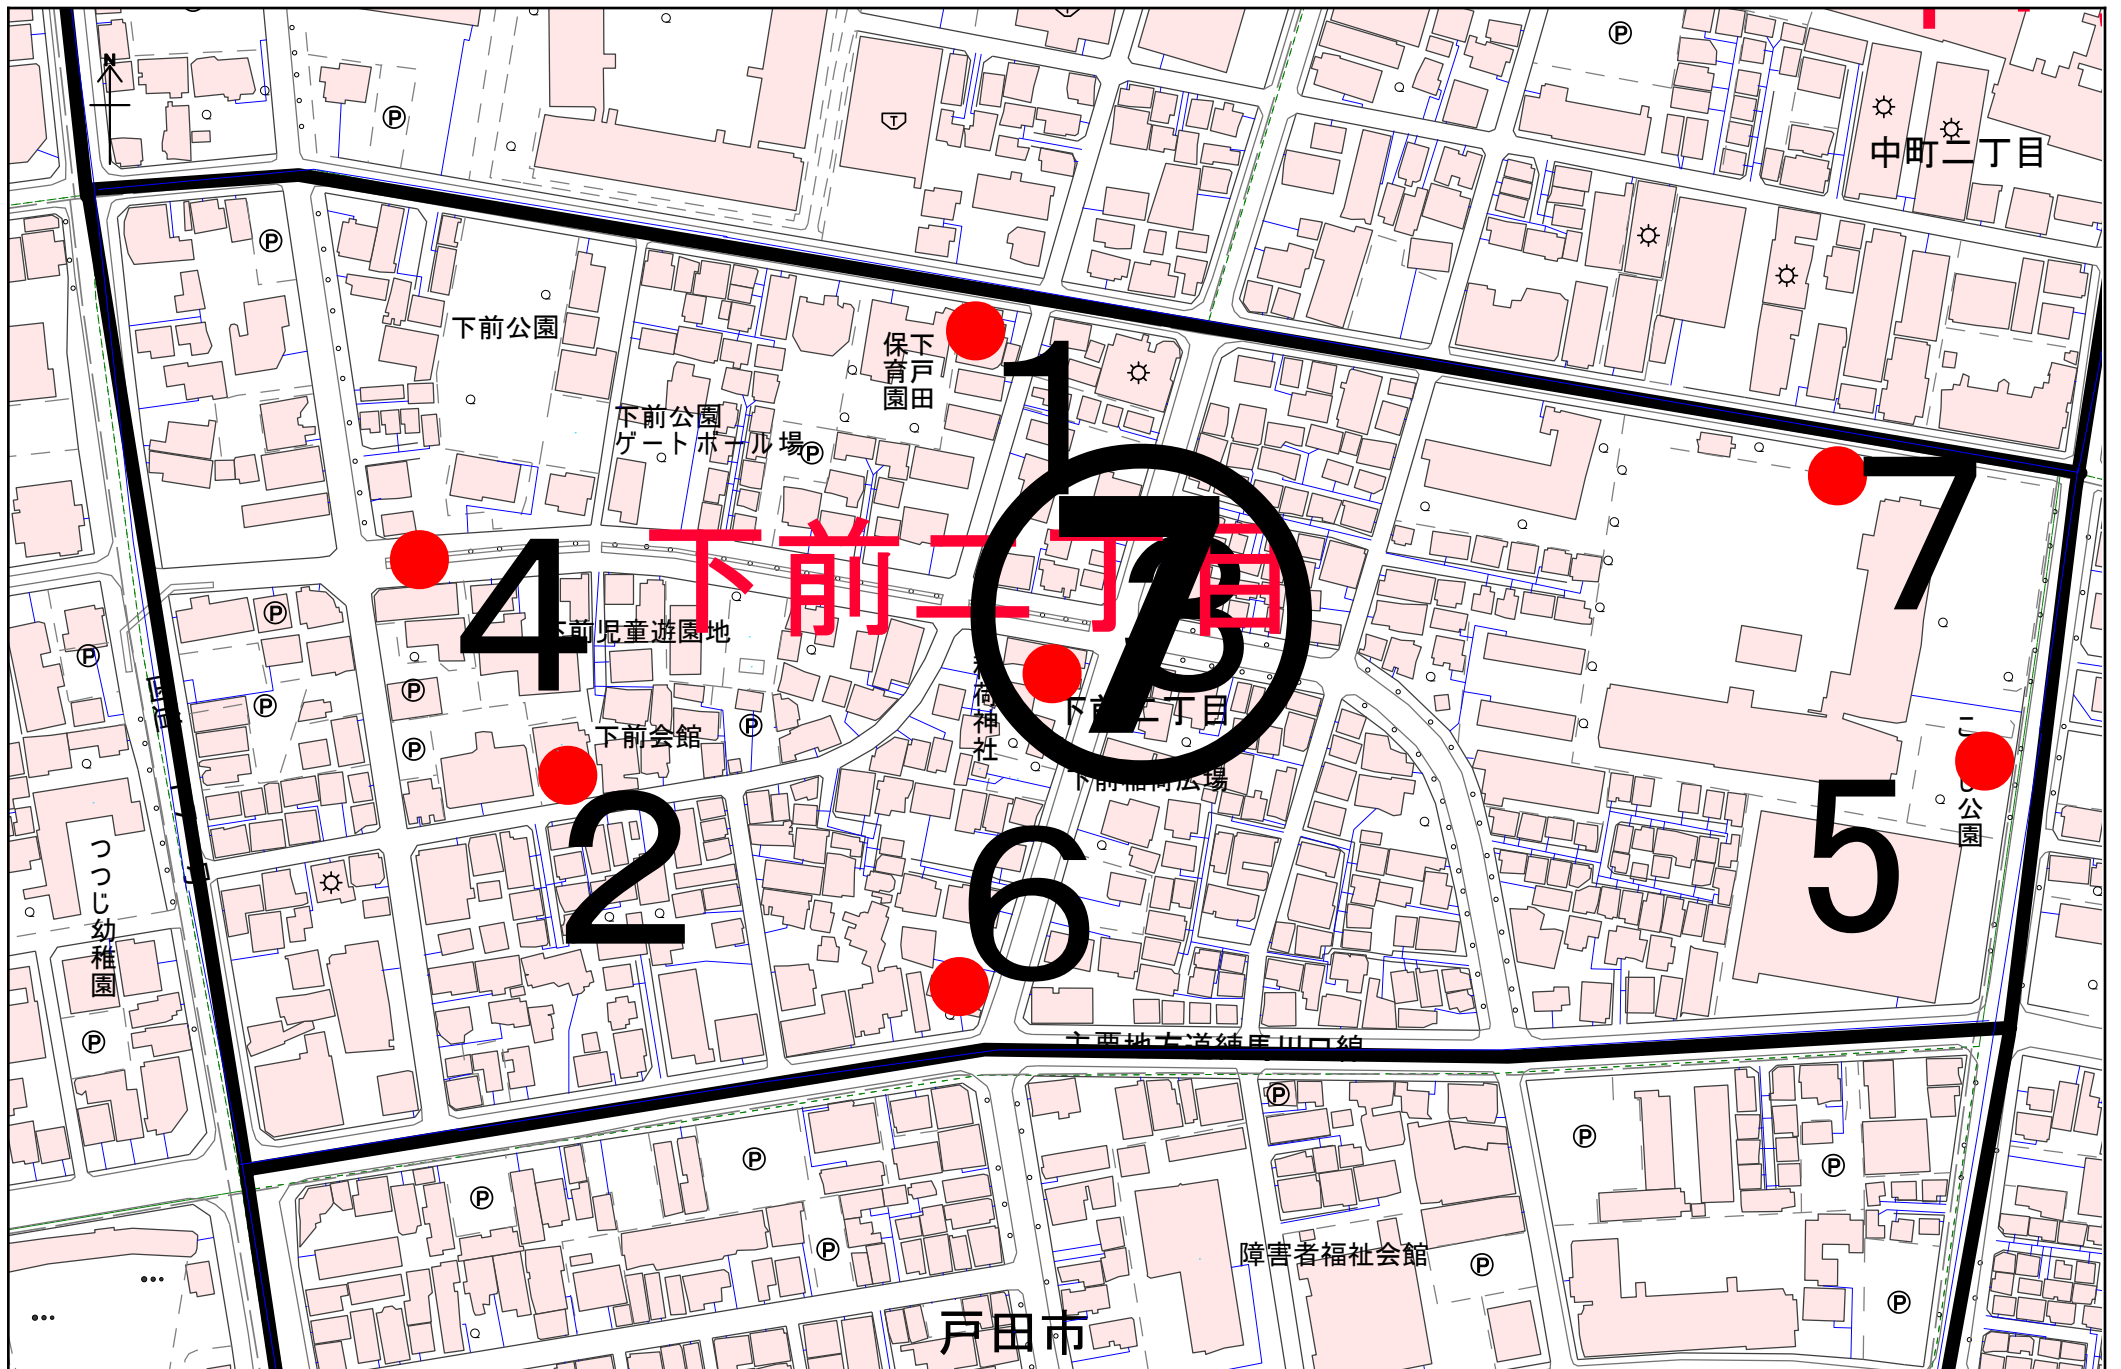 N
中町二丁目
下前公園
下戸田
保育園
1
下前公園
ゲートボール場
7
下前二丁目
7
3
4
下前児童遊園地
稲荷神社
下前二丁目
下前会館
下前稲荷広場
2
6
5
つつじ幼稚園
主要地方道練馬川口線
障害者福祉会館
戸田市